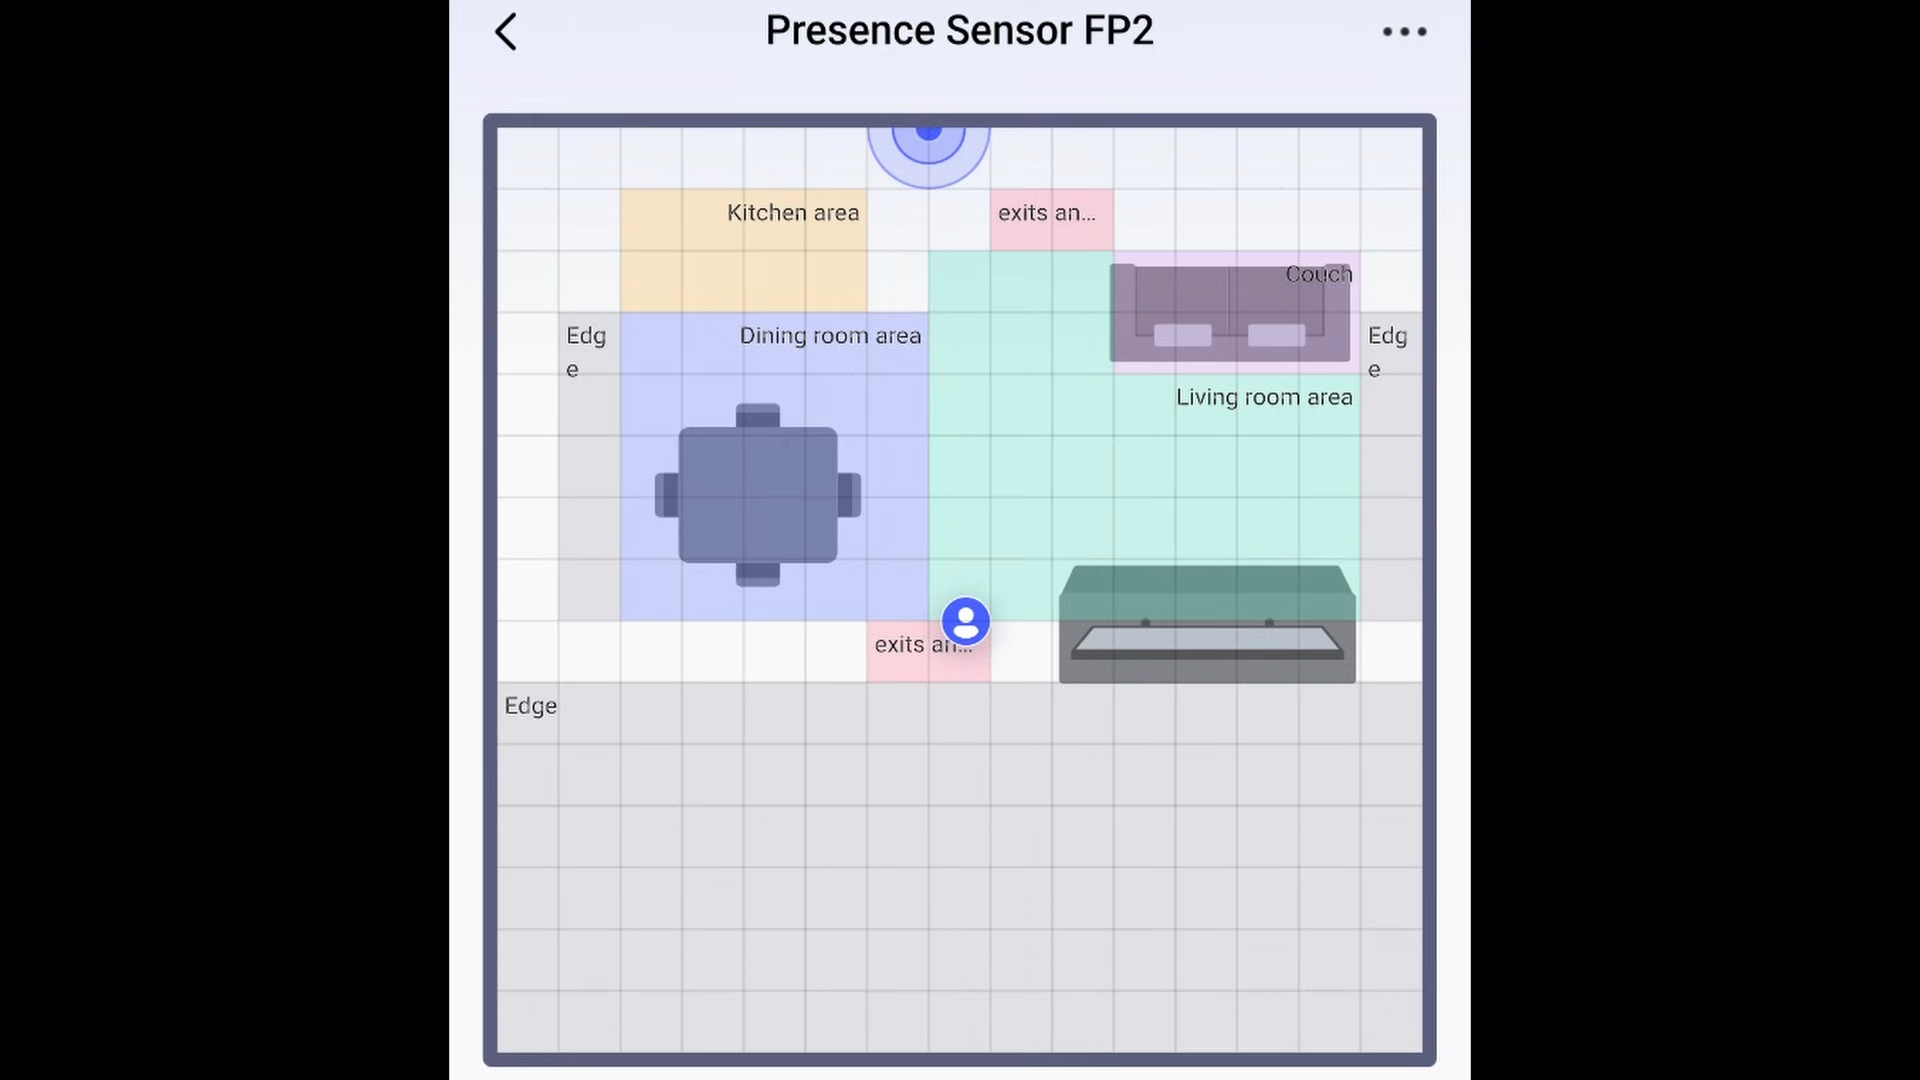 Presence Sensor FP2
Kitchen area
exits an...
Couch
Edg
e
Dining room area
Edg
e
Living room area
exits an...
Edge